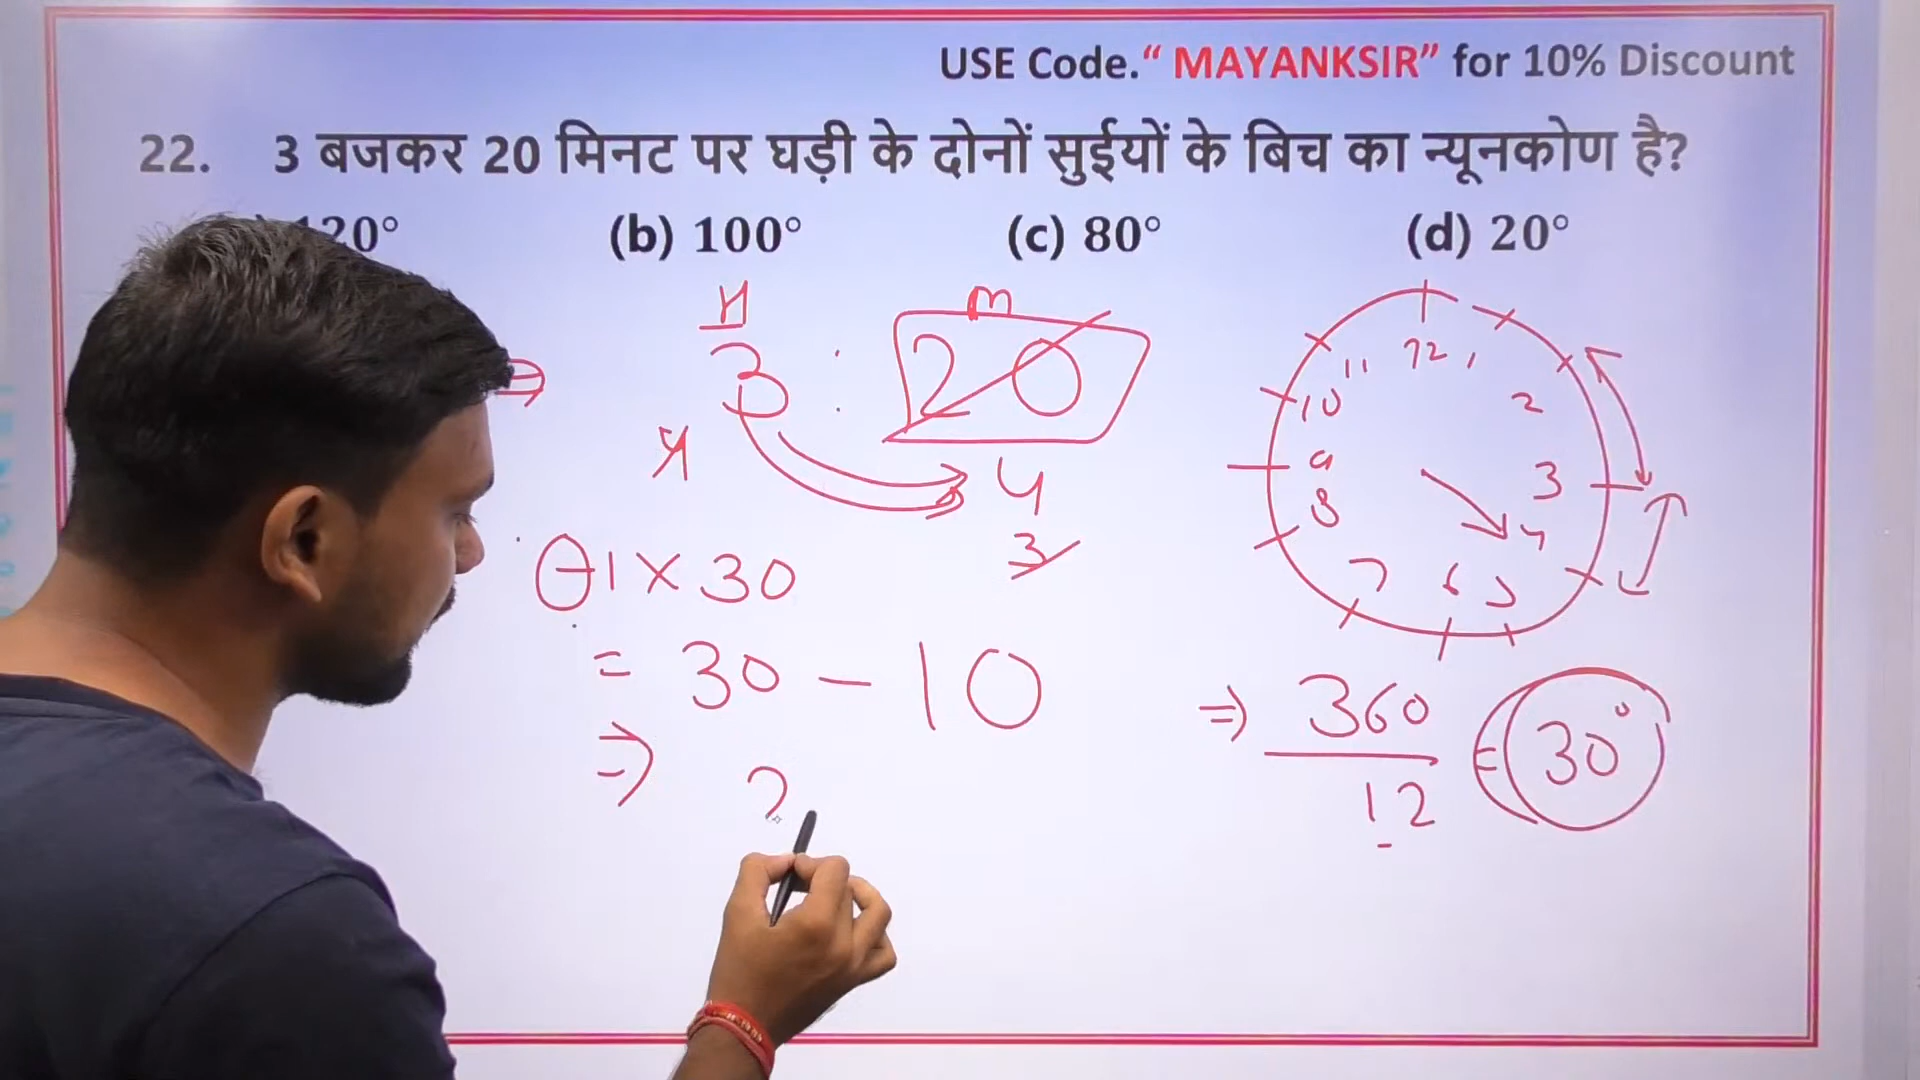 USE Code.“ MAYANKSIR” for 10% Discount
22. 3 बजकर 20 मिनट पर घड़ी के दोनों सुईयों के बिच का न्यूनकोण है?
20° (b) 100° (c) 80° (d) 20°
H m
3 : 20
4
3
θ1 × 30
= 30 - 10
⇒ 2
12 1 2 3 4 5 6 7 8 9 10 11
⇒ 360
12
= 30°